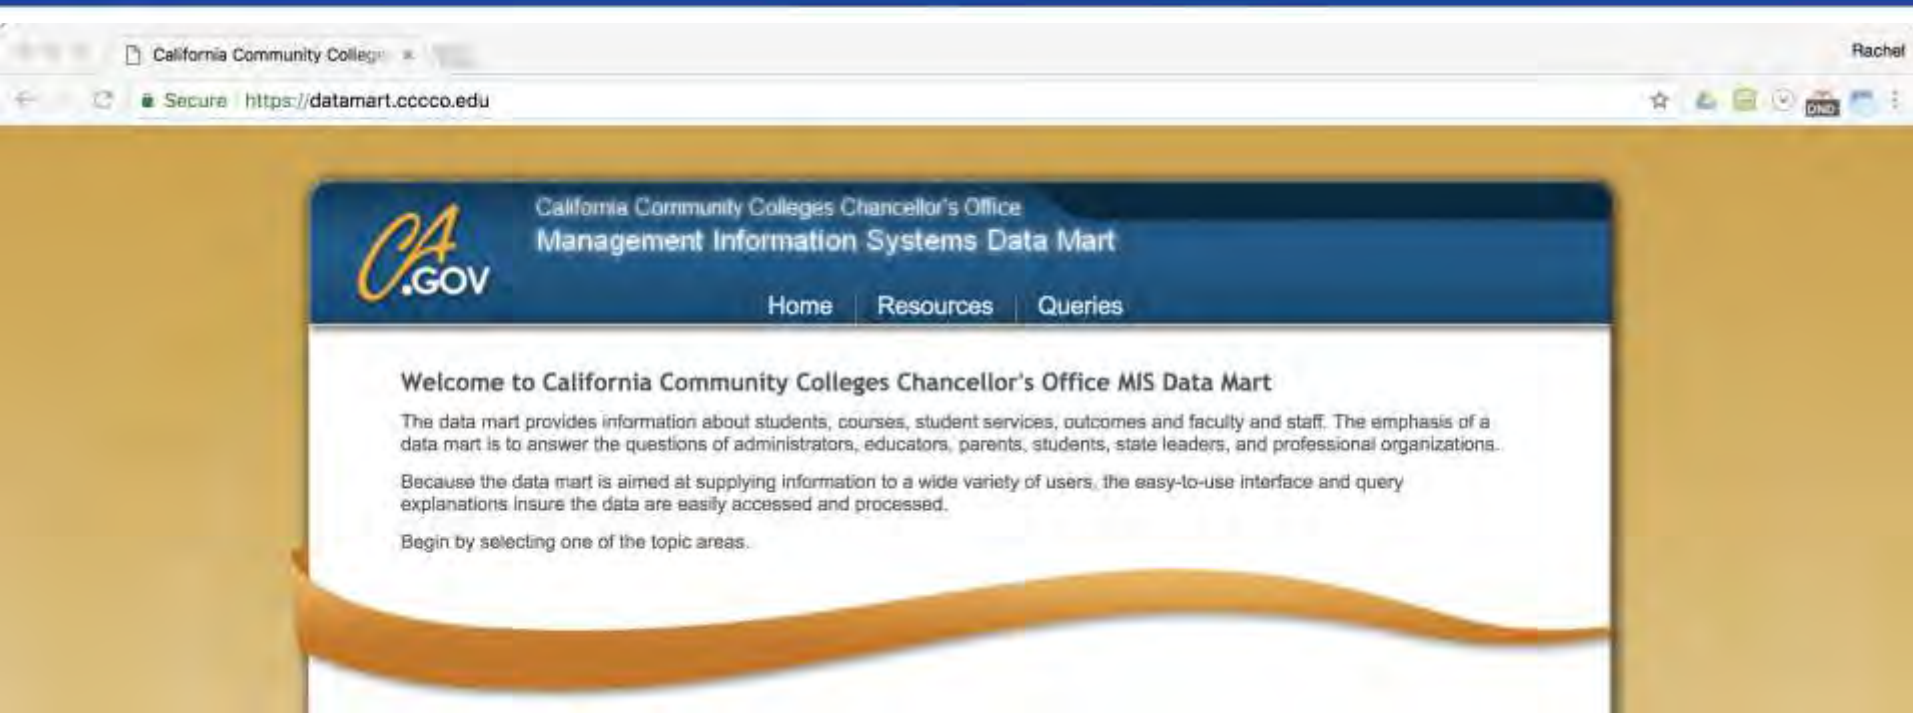 California Community College
Rachel
Secure https://datamart.cccco.edu
DND
California Community Colleges Chancellor's Office
Management Information Systems Data Mart
CA
.GOV
Home Resources Queries
Welcome to California Community Colleges Chancellor's Office MIS Data Mart
The data mart provides information about students, courses, student services, outcomes and faculty and staff. The emphasis of a
data mart is to answer the questions of administrators, educators, parents, students, state leaders, and professional organizations.
Because the data mart is aimed at supplying information to a wide variety of users, the easy-to-use interface and query
explanations insure the data are easily accessed and processed.
Begin by selecting one of the topic areas.